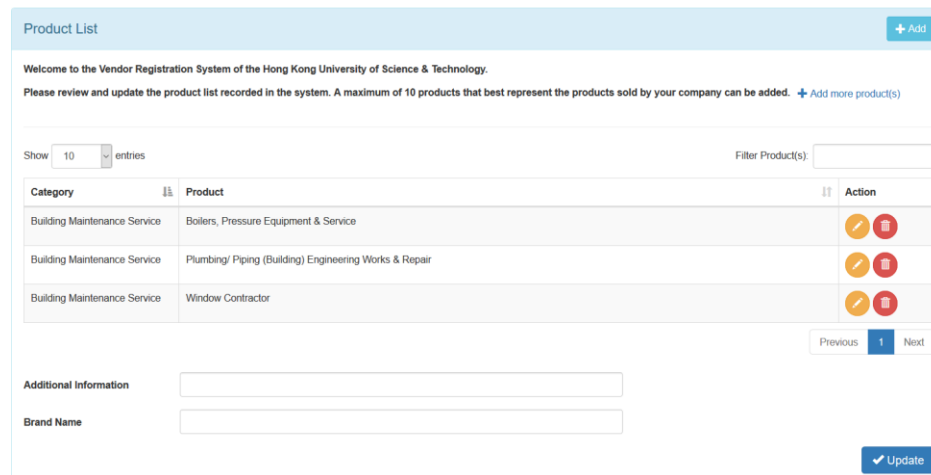 Product List
Add
Welcome to the Vendor Registration System of the Hong Kong University of Science & Technology.
Please review and update the product list recorded in the system. A maximum of 10 products that best represent the products sold by your company can be added. Add more product(s)
Show 10 entries Filter Product(s):
Category Product Action
Building Maintenance Service Boilers, Pressure Equipment & Service
Building Maintenance Service Plumbing/ Piping (Building) Engineering Works & Repair
Building Maintenance Service Window Contractor
Previous 1 Next
Additional Information
Brand Name
Update